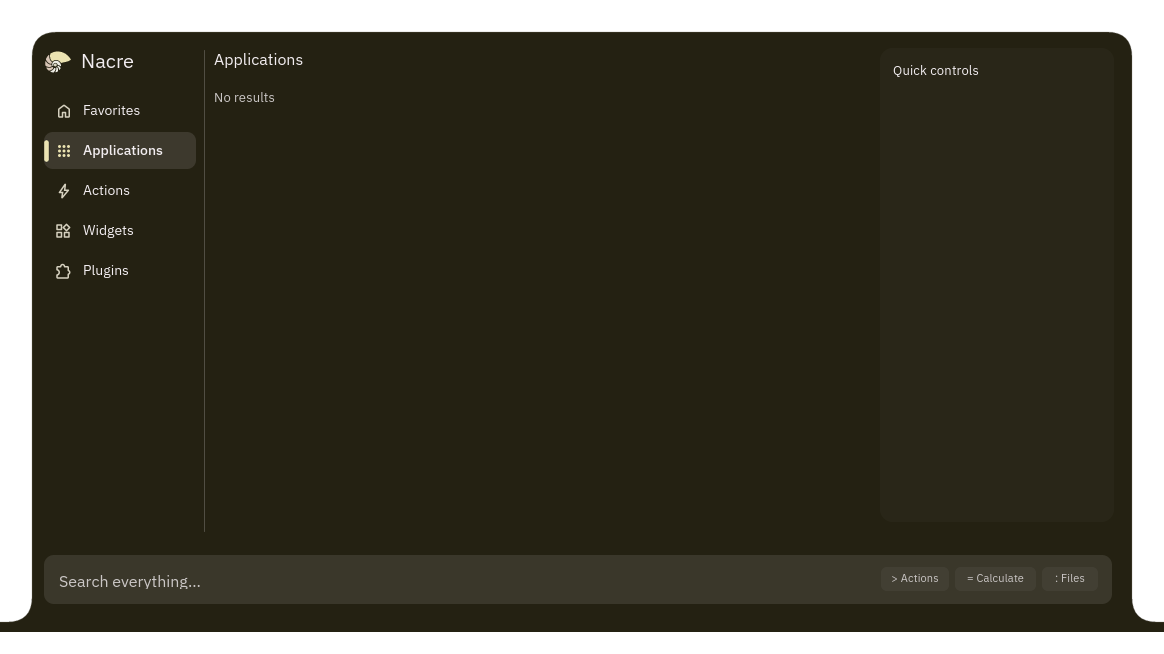 Nacre
Favorites
Applications
Actions
Widgets
Plugins
Applications
No results
Quick controls
Search everything...
> Actions
= Calculate
: Files